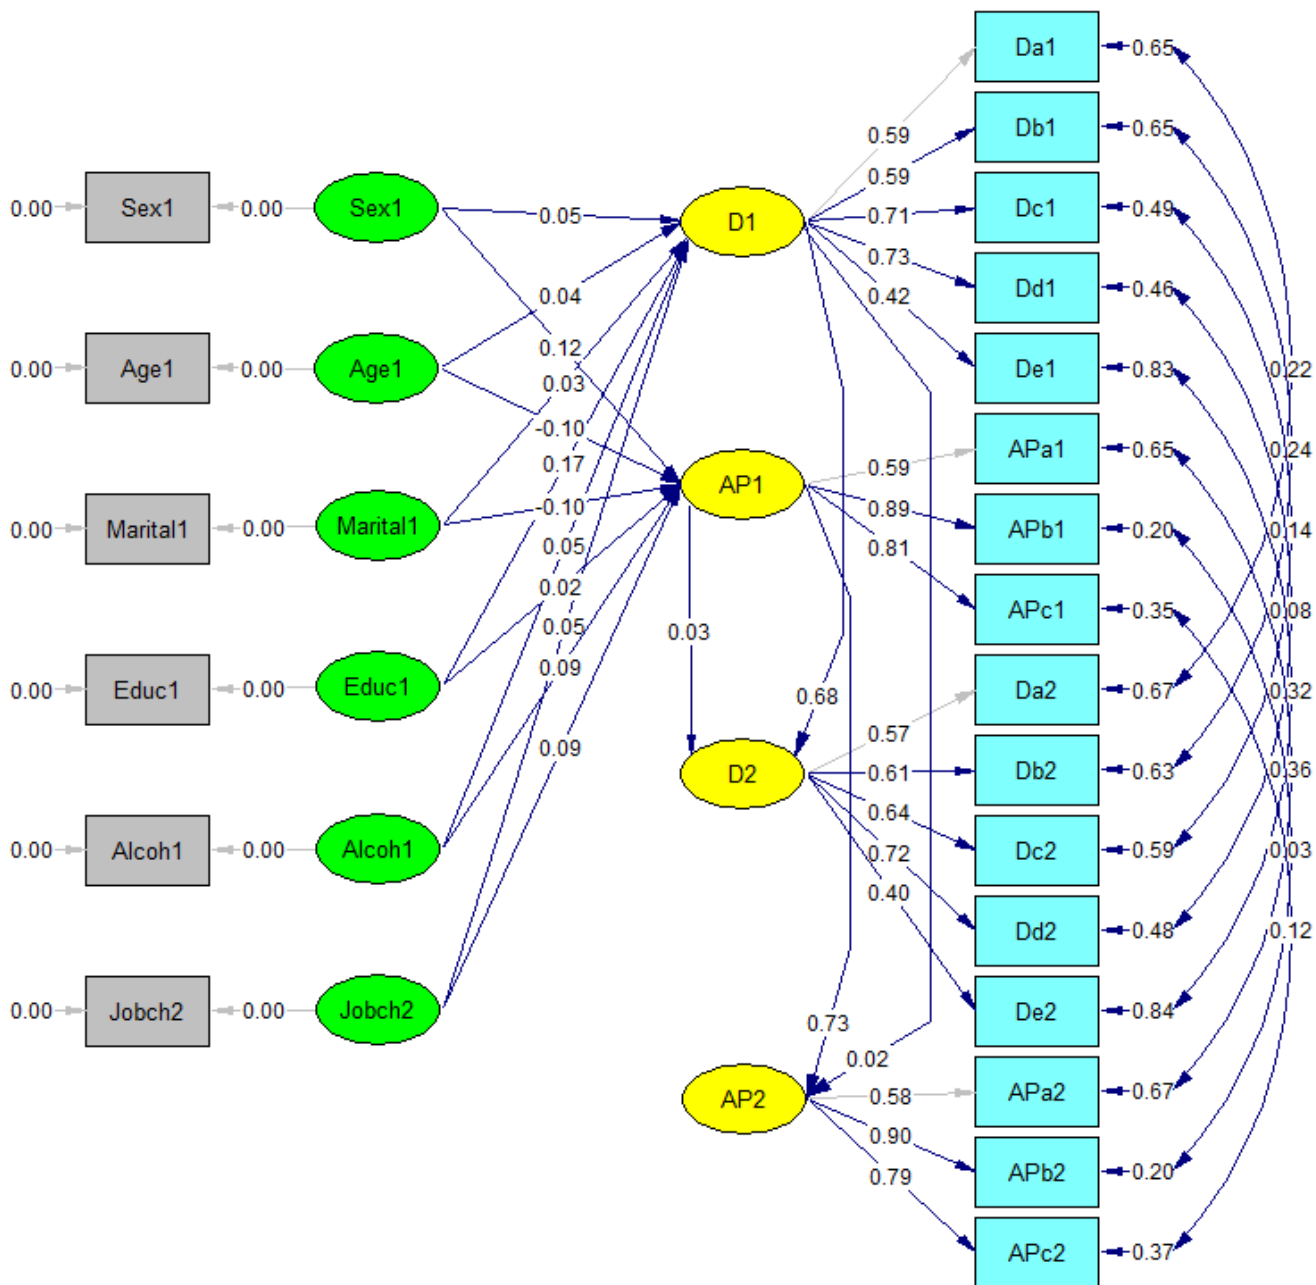 Da1
0.65
Db1
0.65
0.59
0.59
0.00
Sex1
0.00
Sex1
0.05
D1
0.71
Dc1
0.49
0.73
Dd1
0.46
0.04
0.42
0.12
0.00
Age1
0.00
Age1
0.03
De1
0.83
0.22
-0.10
APa1
0.65
0.24
0.17
AP1
0.59
-0.10
0.89
0.00
Marital1
0.00
Marital1
APb1
0.20
0.14
0.05
0.81
0.02
APc1
0.35
0.08
0.05
0.03
0.09
0.00
Educ1
0.00
Educ1
0.68
Da2
0.67
0.32
0.09
0.57
D2
0.61
Db2
0.63
0.36
0.64
0.00
Alcoh1
0.00
Alcoh1
0.72
Dc2
0.59
0.03
0.40
Dd2
0.48
0.12
0.00
Jobch2
0.00
Jobch2
0.73
De2
0.84
0.02
AP2
0.58
APa2
0.67
0.90
0.79
APb2
0.20
APc2
0.37